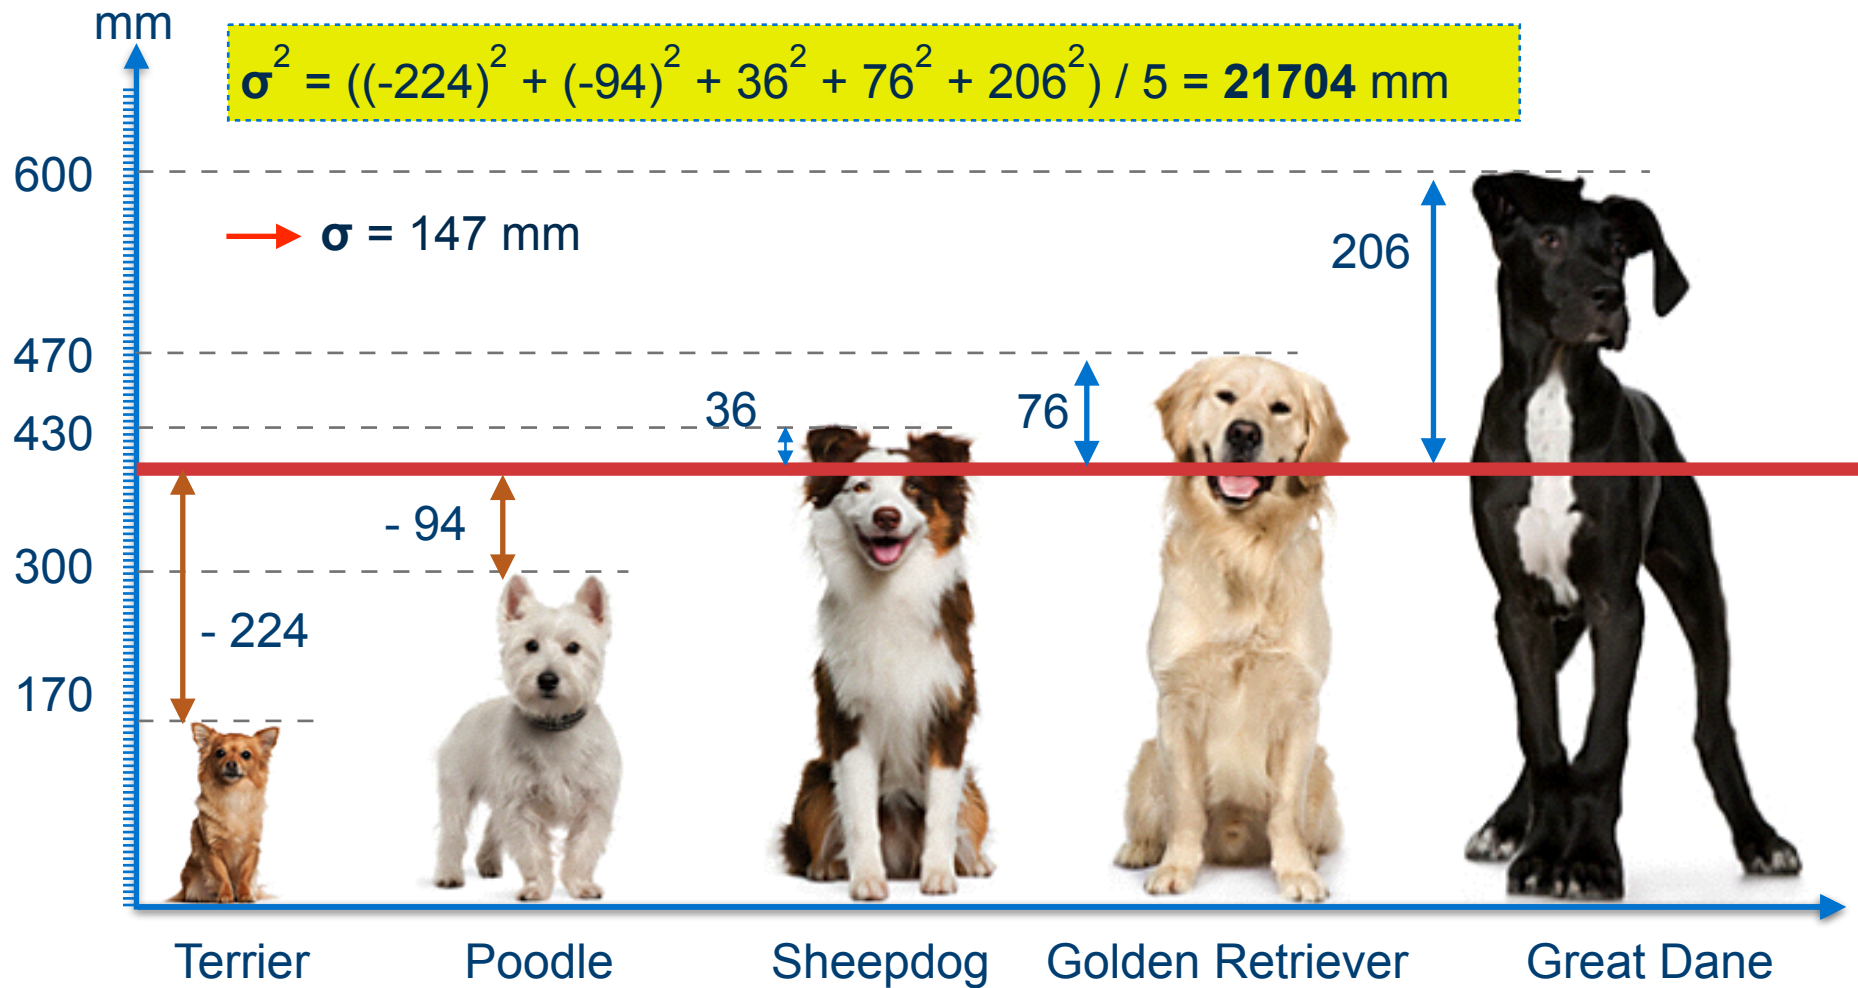 mm
σ² = ((-224)² + (-94)² + 36² + 76² + 206²) / 5 = 21704 mm
600
σ = 147 mm
206
470
36
76
430
- 94
300
- 224
170
Terrier Poodle Sheepdog Golden Retriever Great Dane